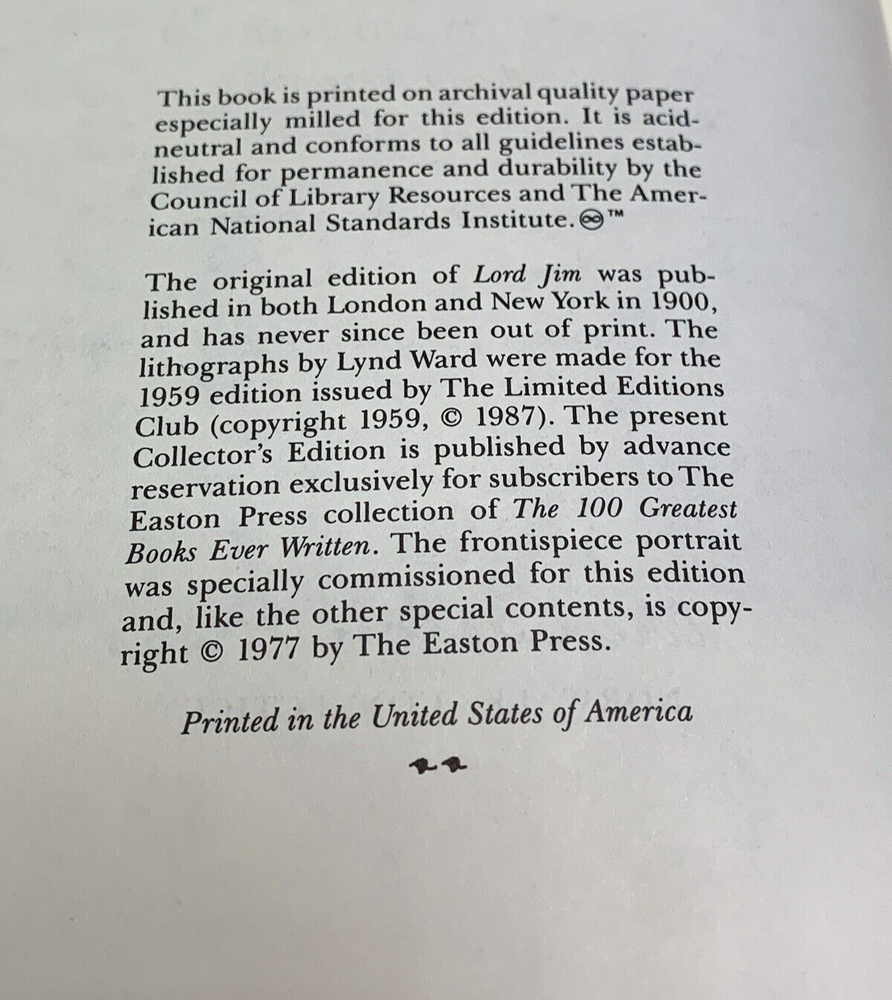 This book is printed on archival quality paper
especially milled for this edition. It is acid-
neutral and conforms to all guidelines estab-
lished for permanence and durability by the
Council of Library Resources and The Amer-
ican National Standards Institute. ♾™
The original edition of Lord Jim was pub-
lished in both London and New York in 1900,
and has never since been out of print. The
lithographs by Lynd Ward were made for the
1959 edition issued by The Limited Editions
Club (copyright 1959, © 1987). The present
Collector's Edition is published by advance
reservation exclusively for subscribers to The
Easton Press collection of The 100 Greatest
Books Ever Written. The frontispiece portrait
was specially commissioned for this edition
and, like the other special contents, is copy-
right © 1977 by The Easton Press.
Printed in the United States of America